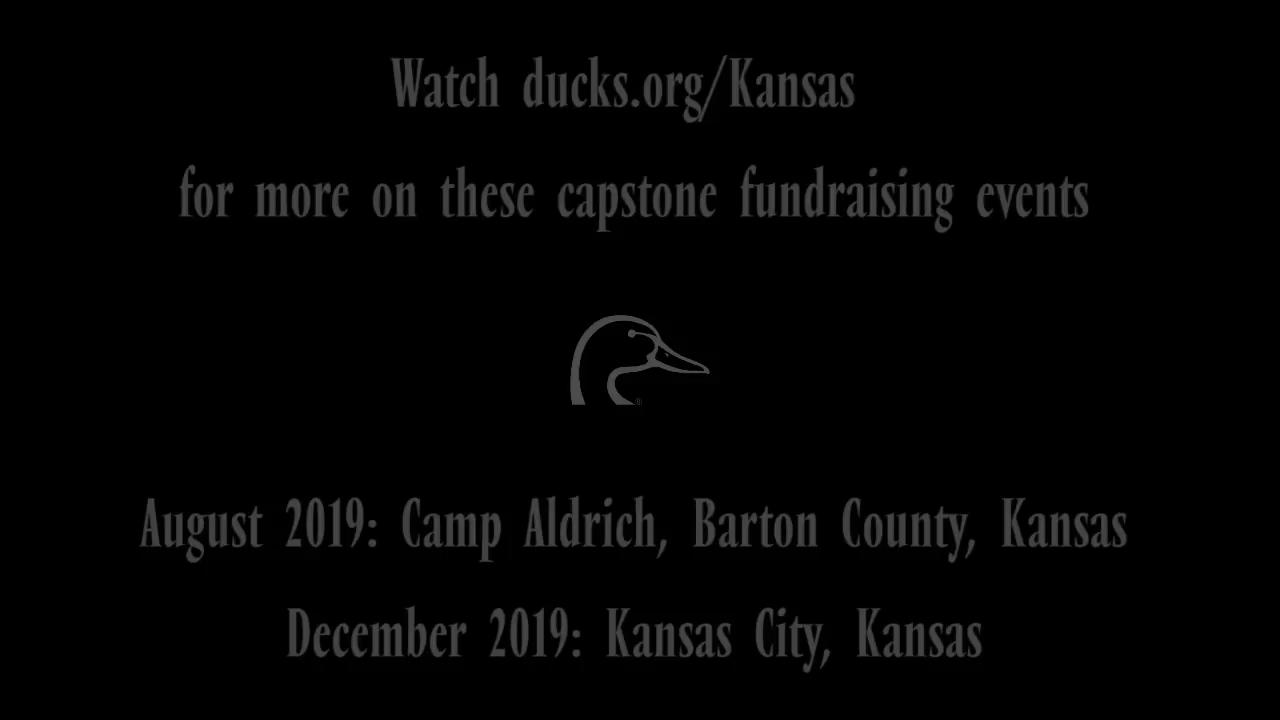 Watch ducks.org/Kansas
for more on these capstone fundraising events
®
August 2019: Camp Aldrich, Barton County, Kansas
December 2019: Kansas City, Kansas